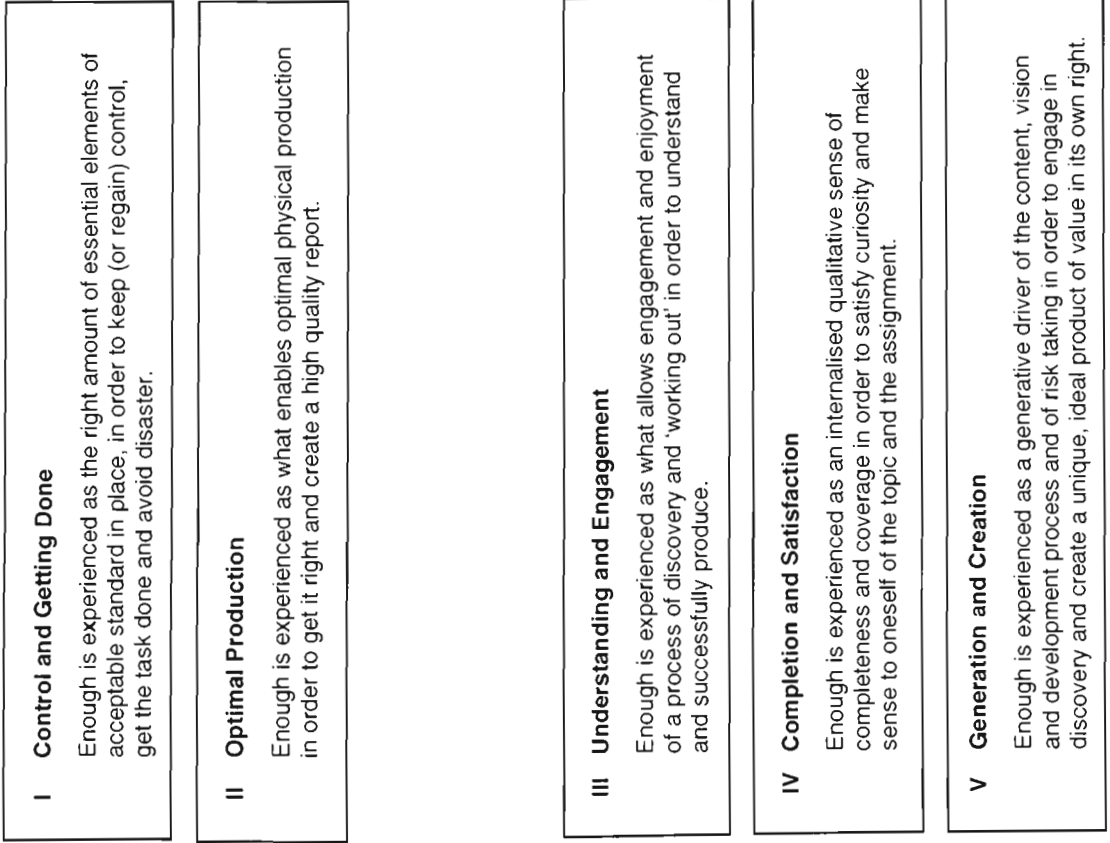 I Control and Getting Done
Enough is experienced as the right amount of essential elements of
acceptable standard in place, in order to keep (or regain) control,
get the task done and avoid disaster.
II Optimal Production
Enough is experienced as what enables optimal physical production
in order to get it right and create a high quality report.
III Understanding and Engagement
Enough is experienced as what allows engagement and enjoyment
of a process of discovery and 'working out' in order to understand
and successfully produce.
IV Completion and Satisfaction
Enough is experienced as an internalised qualitative sense of
completeness and coverage in order to satisfy curiosity and make
sense to oneself of the topic and the assignment.
V Generation and Creation
Enough is experienced as a generative driver of the content, vision
and development process and of risk taking in order to engage in
discovery and create a unique, ideal product of value in its own right.